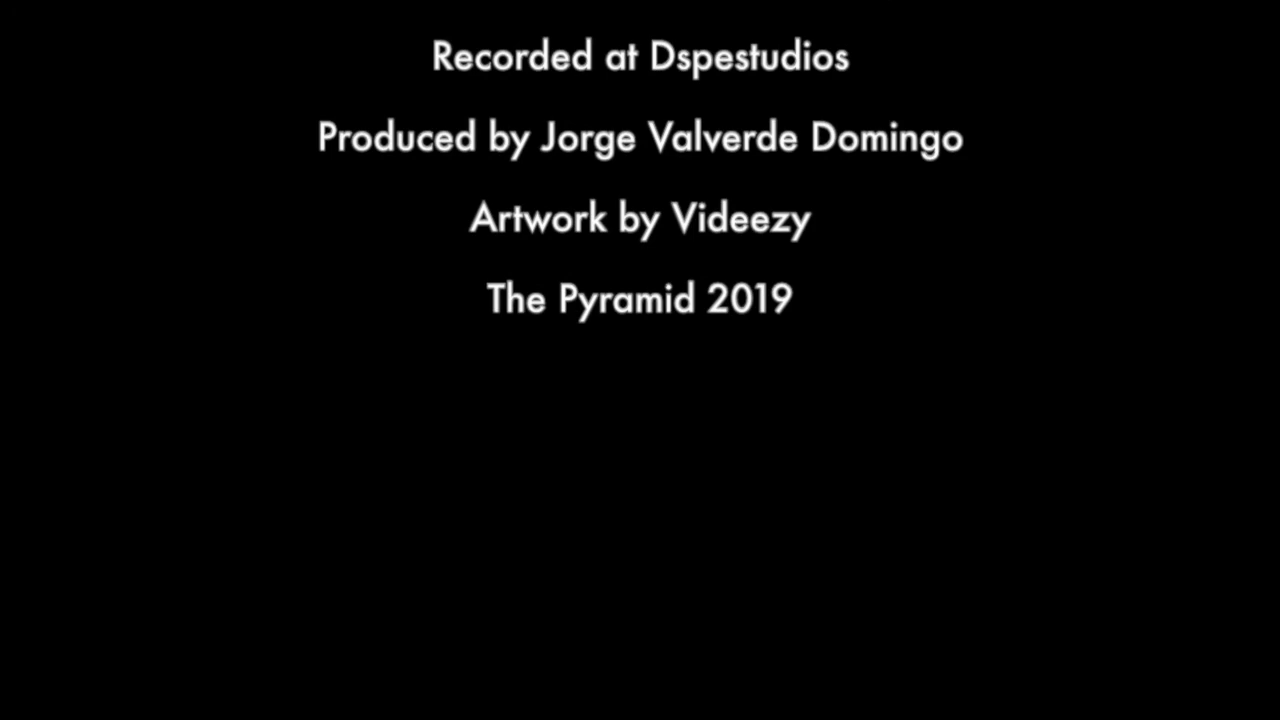 Recorded at Dspestudios
Produced by Jorge Valverde Domingo
Artwork by Videezy
The Pyramid 2019